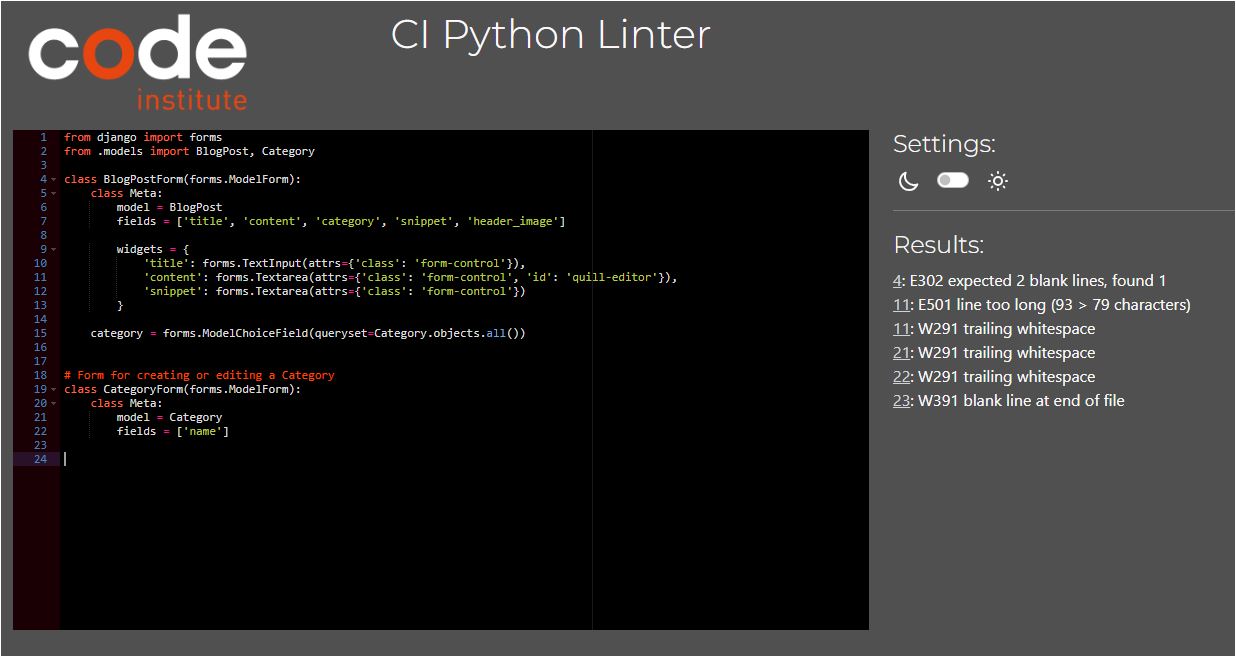 code
institute
CI Python Linter
1 from django import forms
2 from .models import BlogPost, Category
3
4 class BlogPostForm(forms.ModelForm):
5     class Meta:
6         model = BlogPost
7         fields = ['title', 'content', 'category', 'snippet', 'header_image']
8
9         widgets = {
10             'title': forms.TextInput(attrs={'class': 'form-control'}),
11             'content': forms.Textarea(attrs={'class': 'form-control', 'id': 'quill-editor'}),
12             'snippet': forms.Textarea(attrs={'class': 'form-control'})
13         }
14
15     category = forms.ModelChoiceField(queryset=Category.objects.all())
16
17
18 # Form for creating or editing a Category
19 class CategoryForm(forms.ModelForm):
20     class Meta:
21         model = Category
22         fields = ['name']
23
24
Settings:
Results:
4: E302 expected 2 blank lines, found 1
11: E501 line too long (93 > 79 characters)
11: W291 trailing whitespace
21: W291 trailing whitespace
22: W291 trailing whitespace
23: W391 blank line at end of file